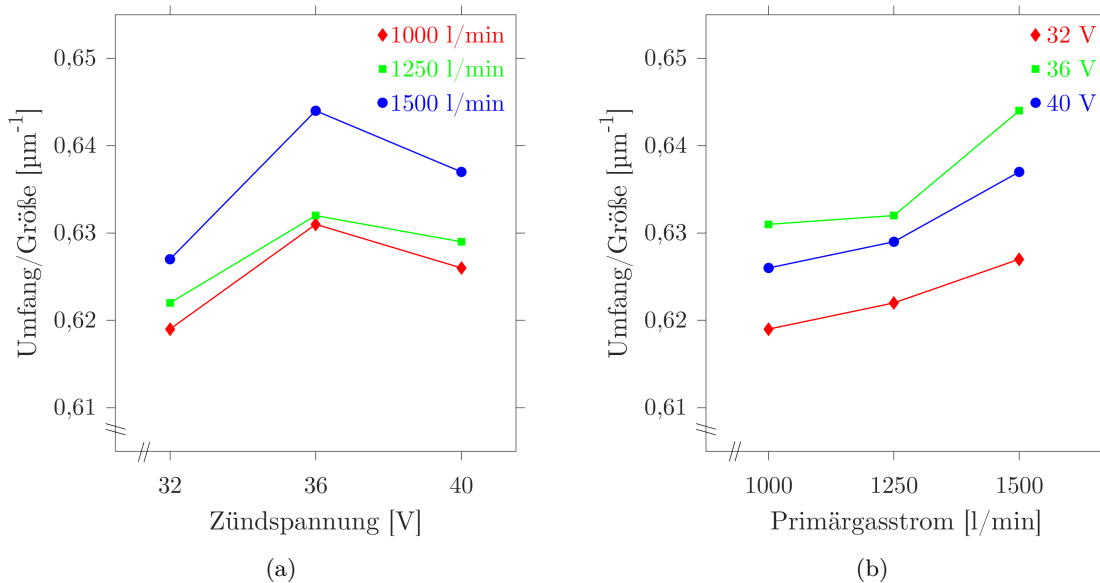 1000 l/min
1250 l/min
1500 l/min
0,65
0,64
0,63
0,62
0,61
Umfang/Größe [µm⁻¹]
32 36 40
Zündspannung [V]
(a)
32 V
36 V
40 V
0,65
0,64
0,63
0,62
0,61
Umfang/Größe [µm⁻¹]
1000 1250 1500
Primärgasstrom [l/min]
(b)